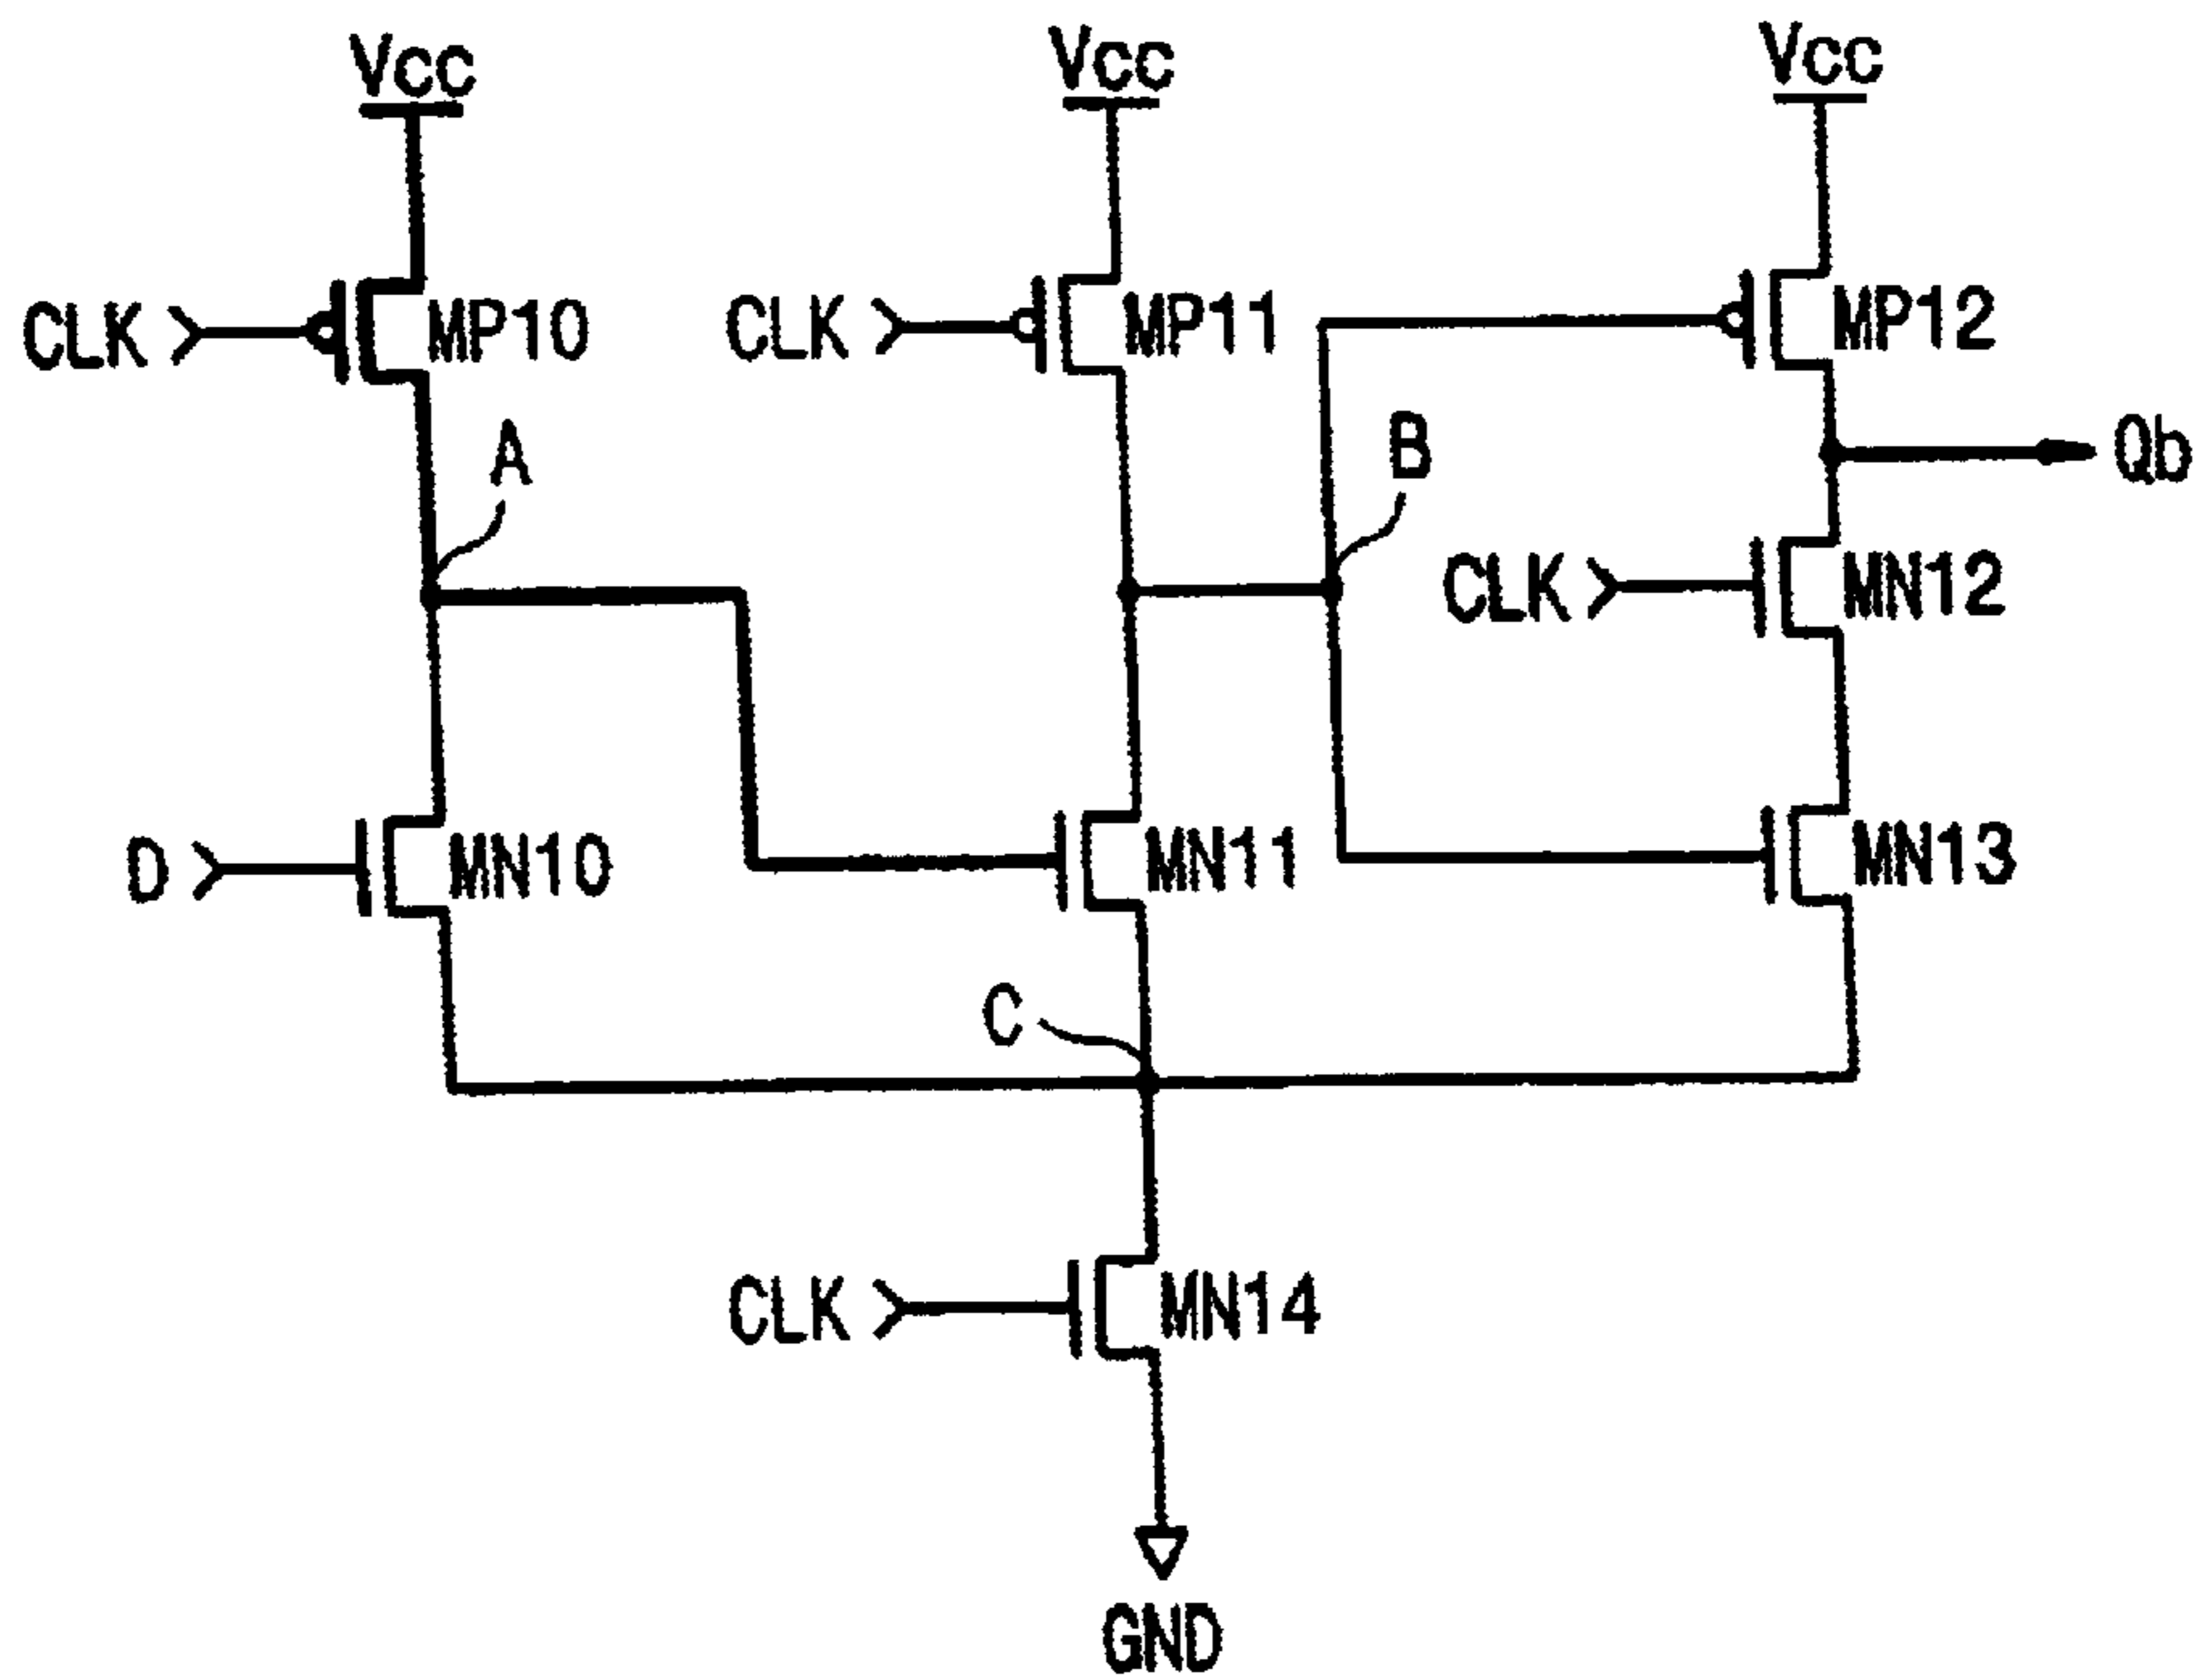 Vcc
Vcc
Vcc
CLK
MP10
CLK
MP11
MP12
A
B
Qb
CLK
MN12
D
MN10
MN11
MN13
C
CLK
MN14
GND